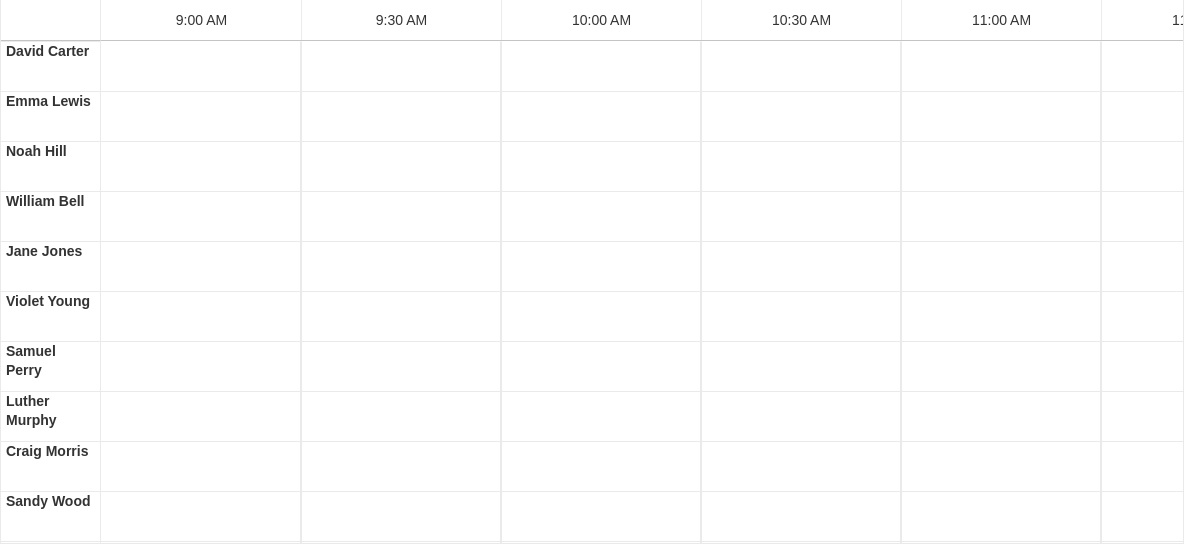 9:00 AM 9:30 AM 10:00 AM 10:30 AM 11:00 AM
David Carter
Emma Lewis
Noah Hill
William Bell
Jane Jones
Violet Young
Samuel
Perry
Luther
Murphy
Craig Morris
Sandy Wood